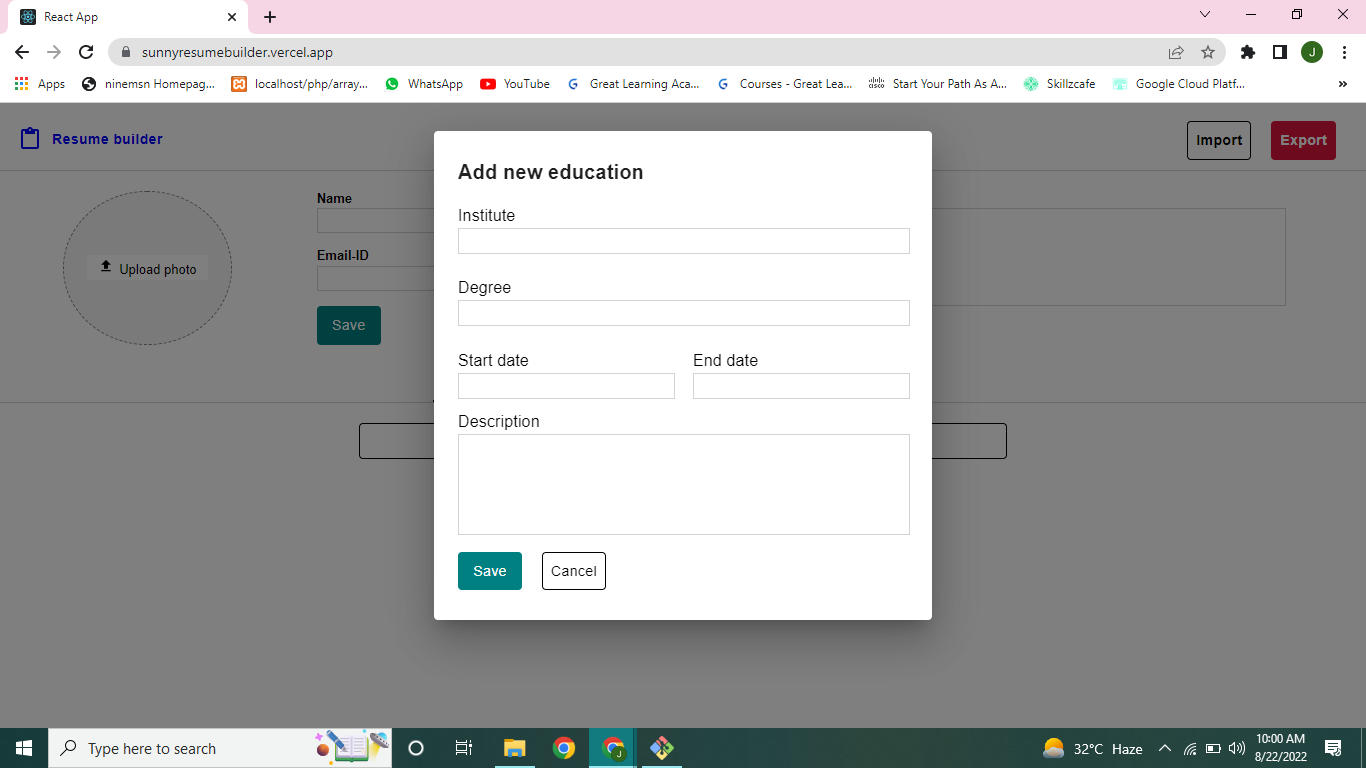 React App
sunnyresumebuilder.vercel.app
J
Apps
ninemsn Homepag...
localhost/php/array...
WhatsApp
YouTube
Great Learning Aca...
Courses - Great Lea...
Start Your Path As A...
Skillzcafe
Google Cloud Platf...
Resume builder
Import
Export
Upload photo
Name
Email-ID
Save
Add new education
Institute
Degree
Start date
End date
Description
Save
Cancel
Type here to search
32°C Haze
10:00 AM
8/22/2022